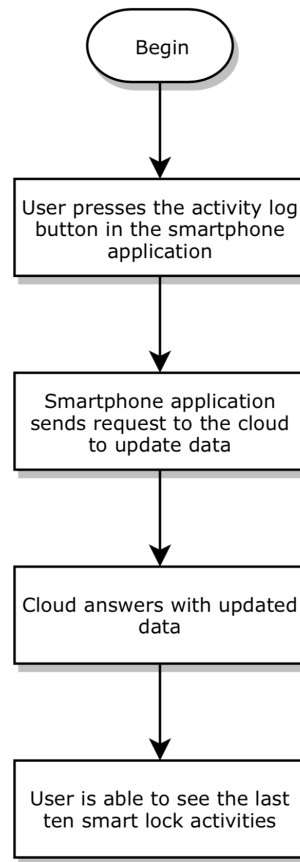 Begin
User presses the activity log
button in the smartphone
application
Smartphone application
sends request to the cloud
to update data
Cloud answers with updated
data
User is able to see the last
ten smart lock activities